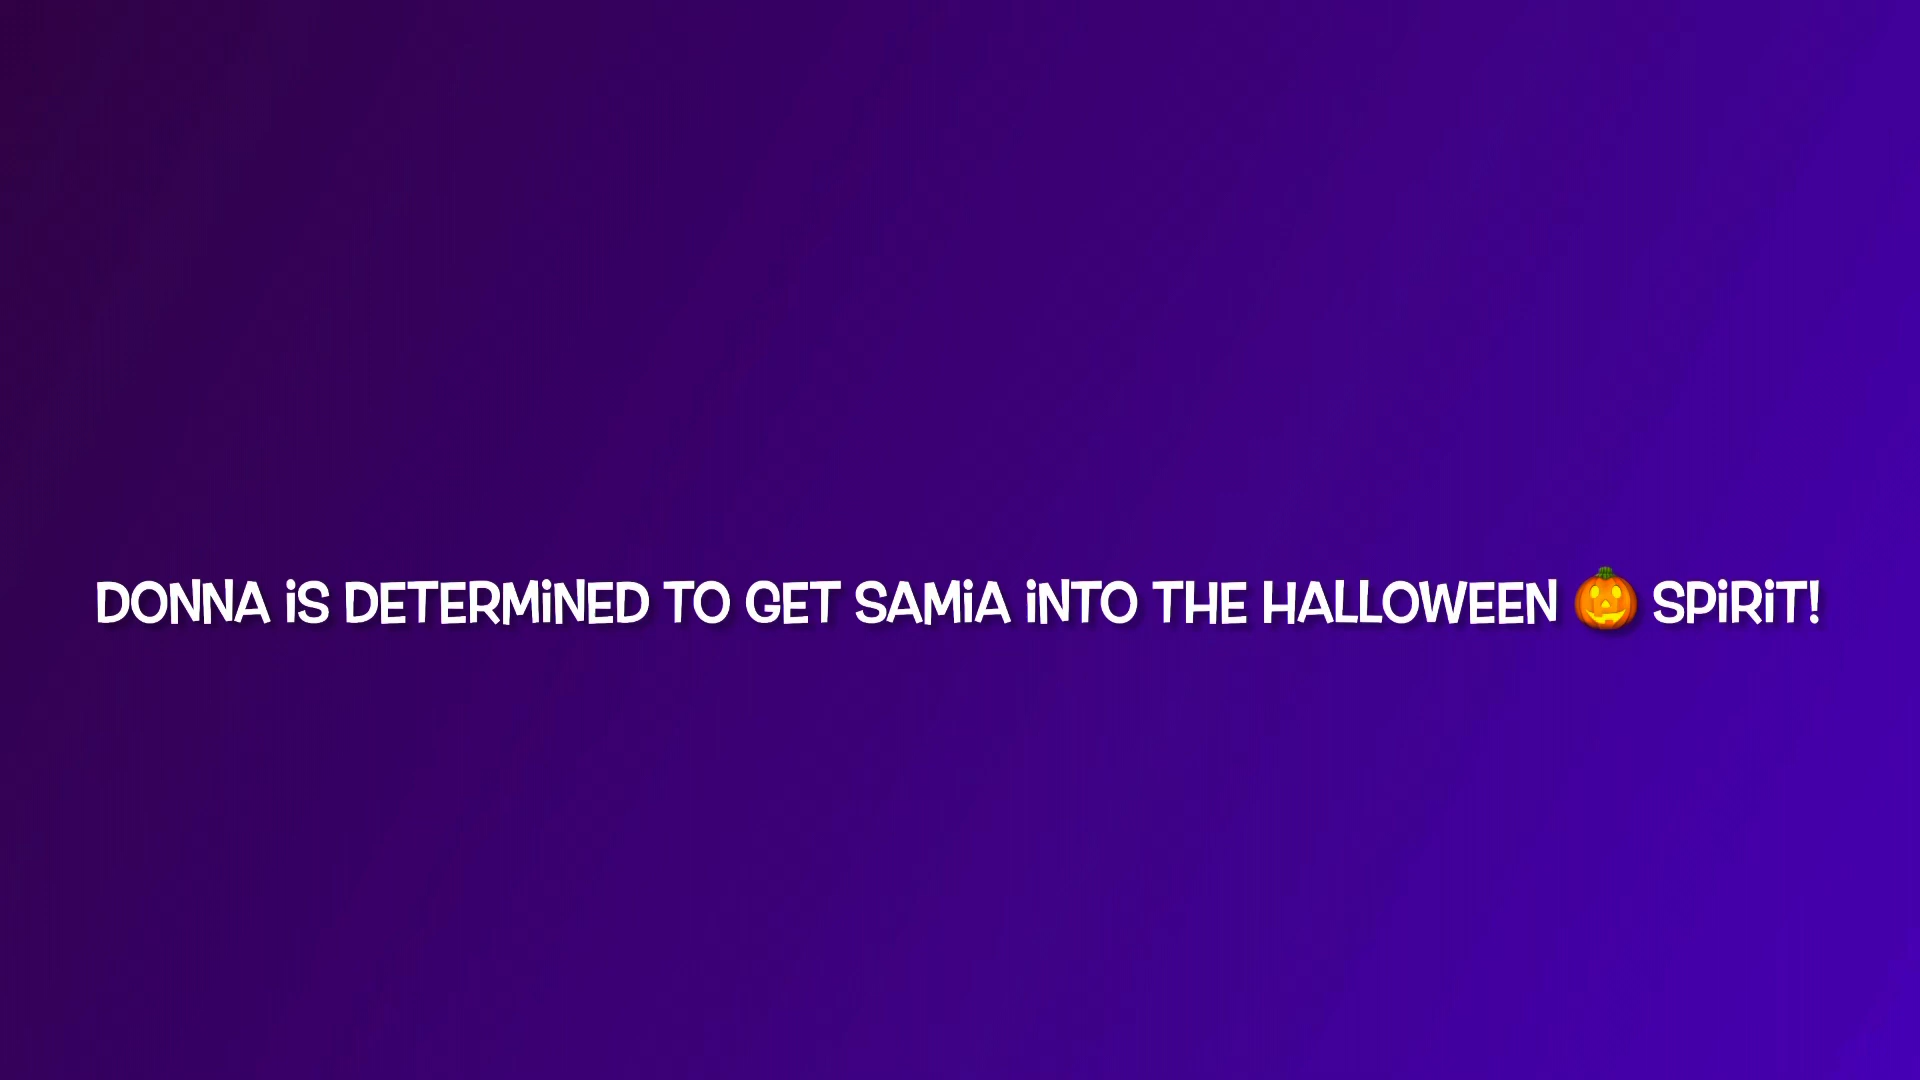 DONNA iS DETERMiNED TO GET SAMiA iNTO THE HALLOWEEN 🎃 SPiRiT!